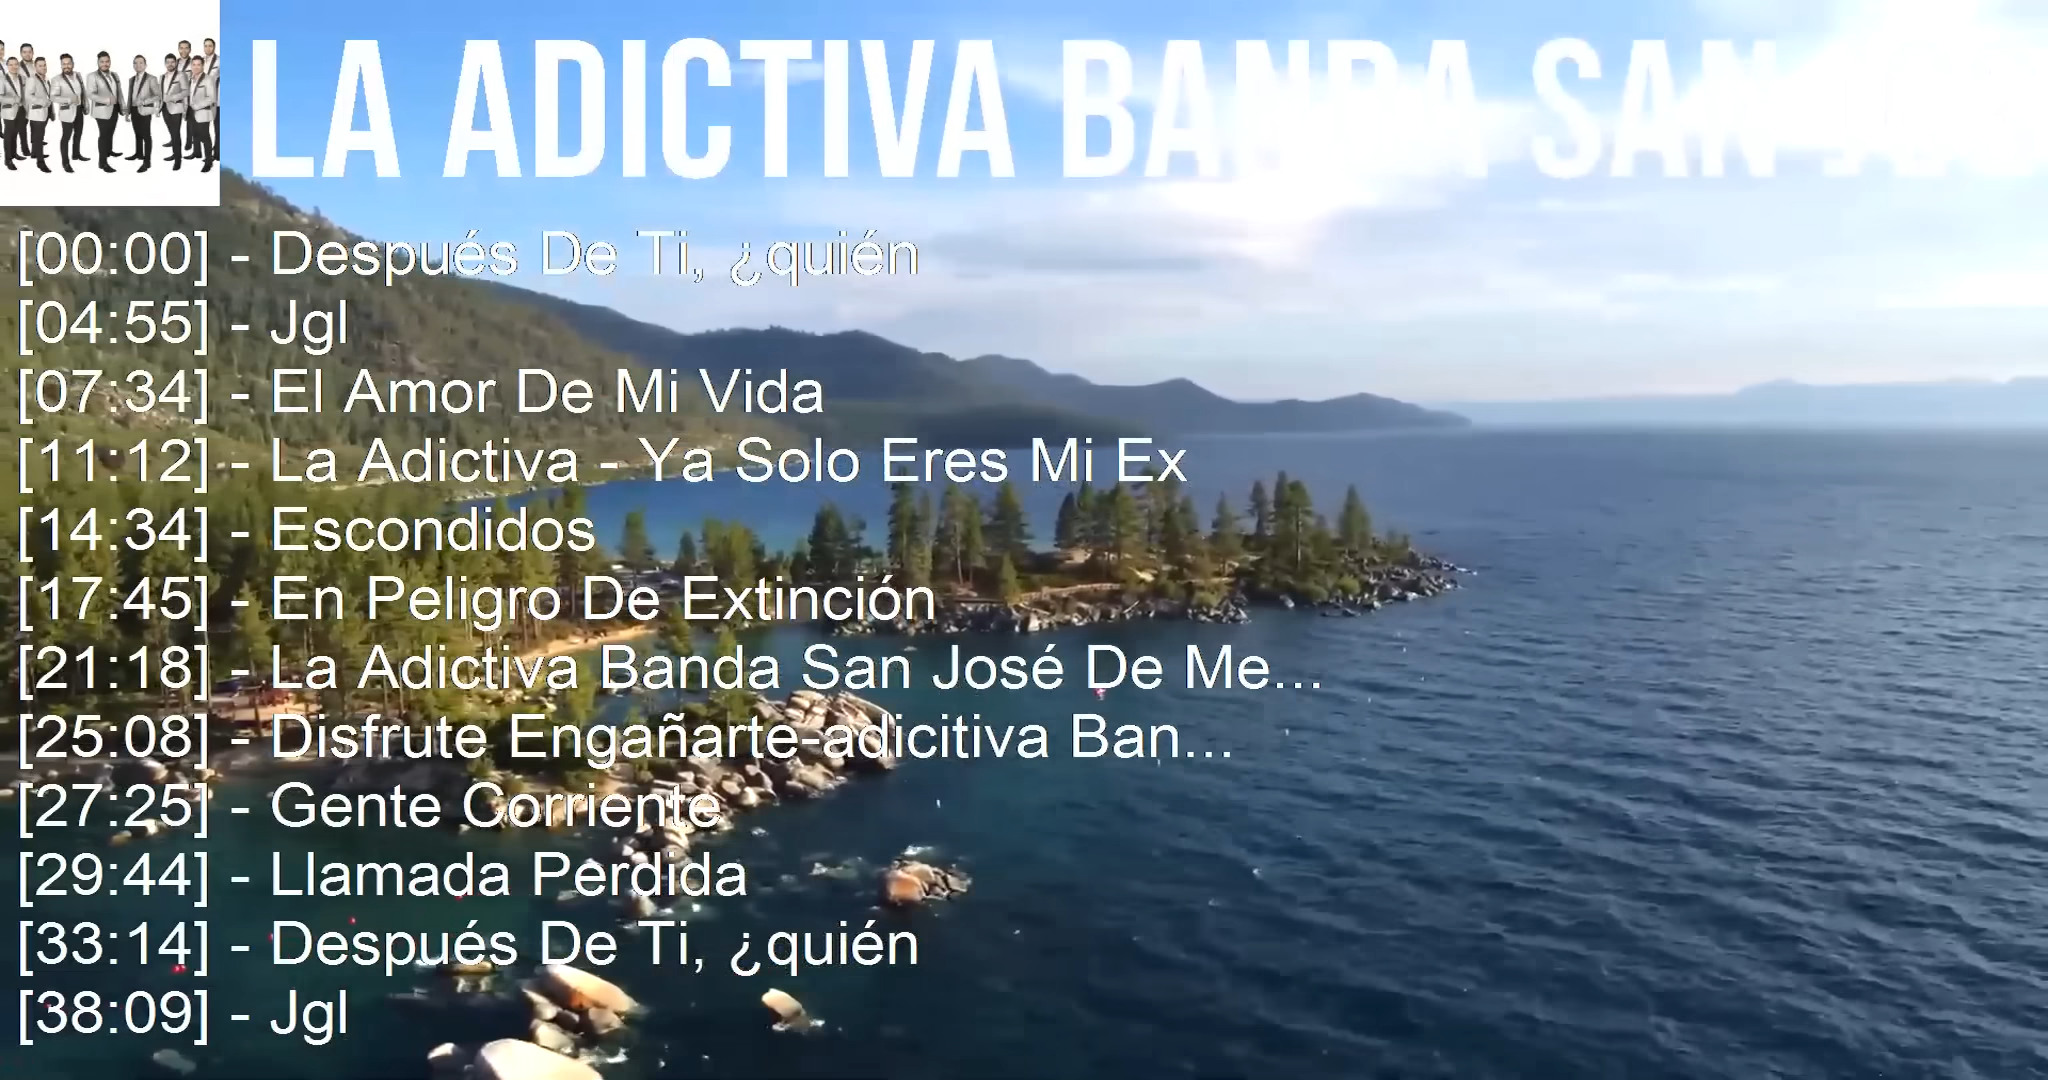 LA ADICTIVA BANDA SAN
[00:00] - Después De Ti, ¿quién
[04:55] - Jgl
[07:34] - El Amor De Mi Vida
[11:12] - La Adictiva - Ya Solo Eres Mi Ex
[14:34] - Escondidos
[17:45] - En Peligro De Extinción
[21:18] - La Adictiva Banda San José De Me...
[25:08] - Disfrute Engañarte-adicitiva Ban...
[27:25] - Gente Corriente
[29:44] - Llamada Perdida
[33:14] - Después De Ti, ¿quién
[38:09] - Jgl